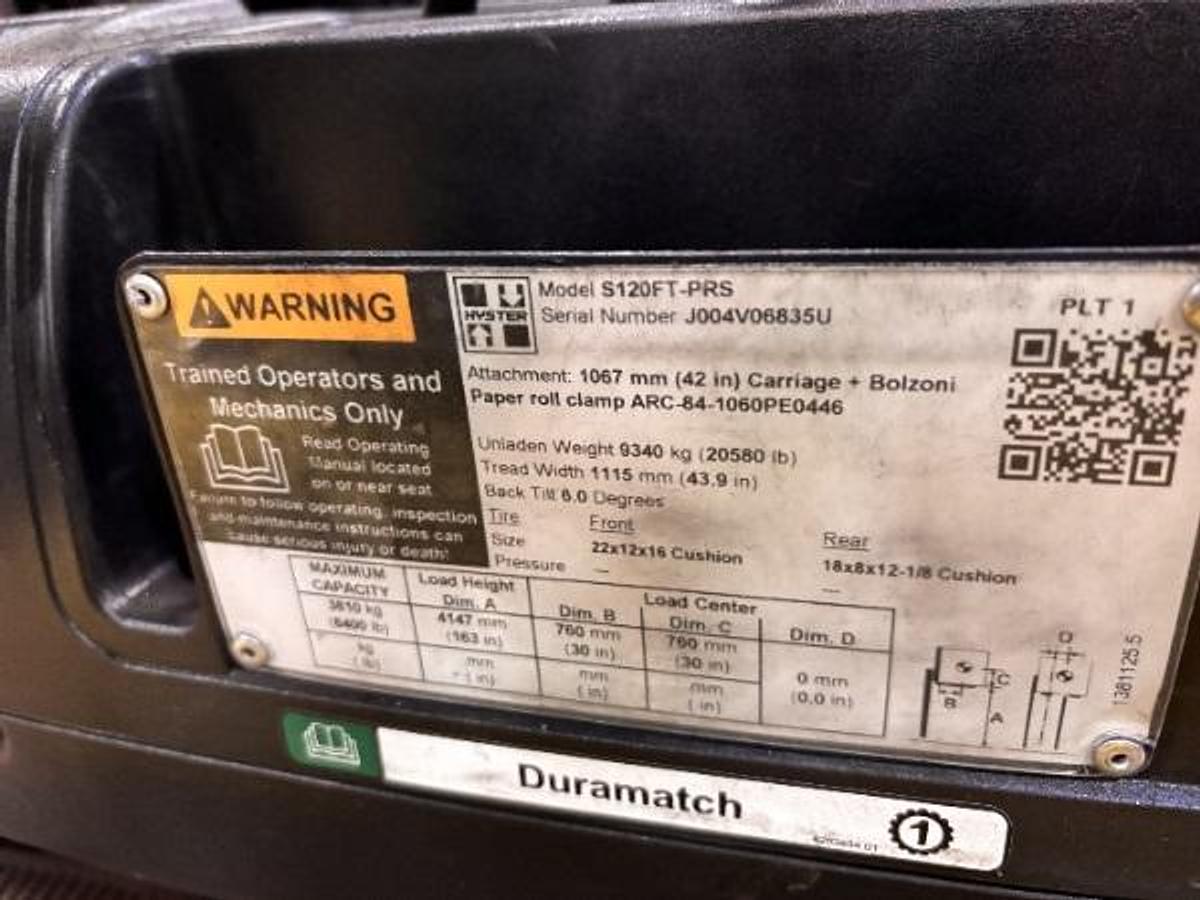 WARNING
Trained Operators and
Mechanics Only
Read Operating
Manual located
on or near seat
Failure to follow operating, inspection
and maintenance instructions can
cause serious injury or death!
HYSTER
Model S120FT-PRS
Serial Number J004V06835U
Attachment: 1067 mm (42 in) Carriage + Bolzoni
Paper roll clamp ARC-84-1060PE0446
Unladen Weight 9340 kg (20580 lb)
Tread Width 1115 mm (43.9 in)
Back Tilt 6.0 Degrees
Tire Front Rear
Size 22x12x16 Cushion 18x8x12-1/8 Cushion
Pressure — —
MAXIMUM CAPACITY Load Height Dim. A Load Center
Dim. B Dim. C Dim. D
4147 mm 760 mm 760 mm 0 mm
(163 in) (30 in) (30 in) (0.0 in)
kg mm mm mm
(lb) (in) (in) (in)
PLT 1
B C A D
1381125 5
Duramatch
1